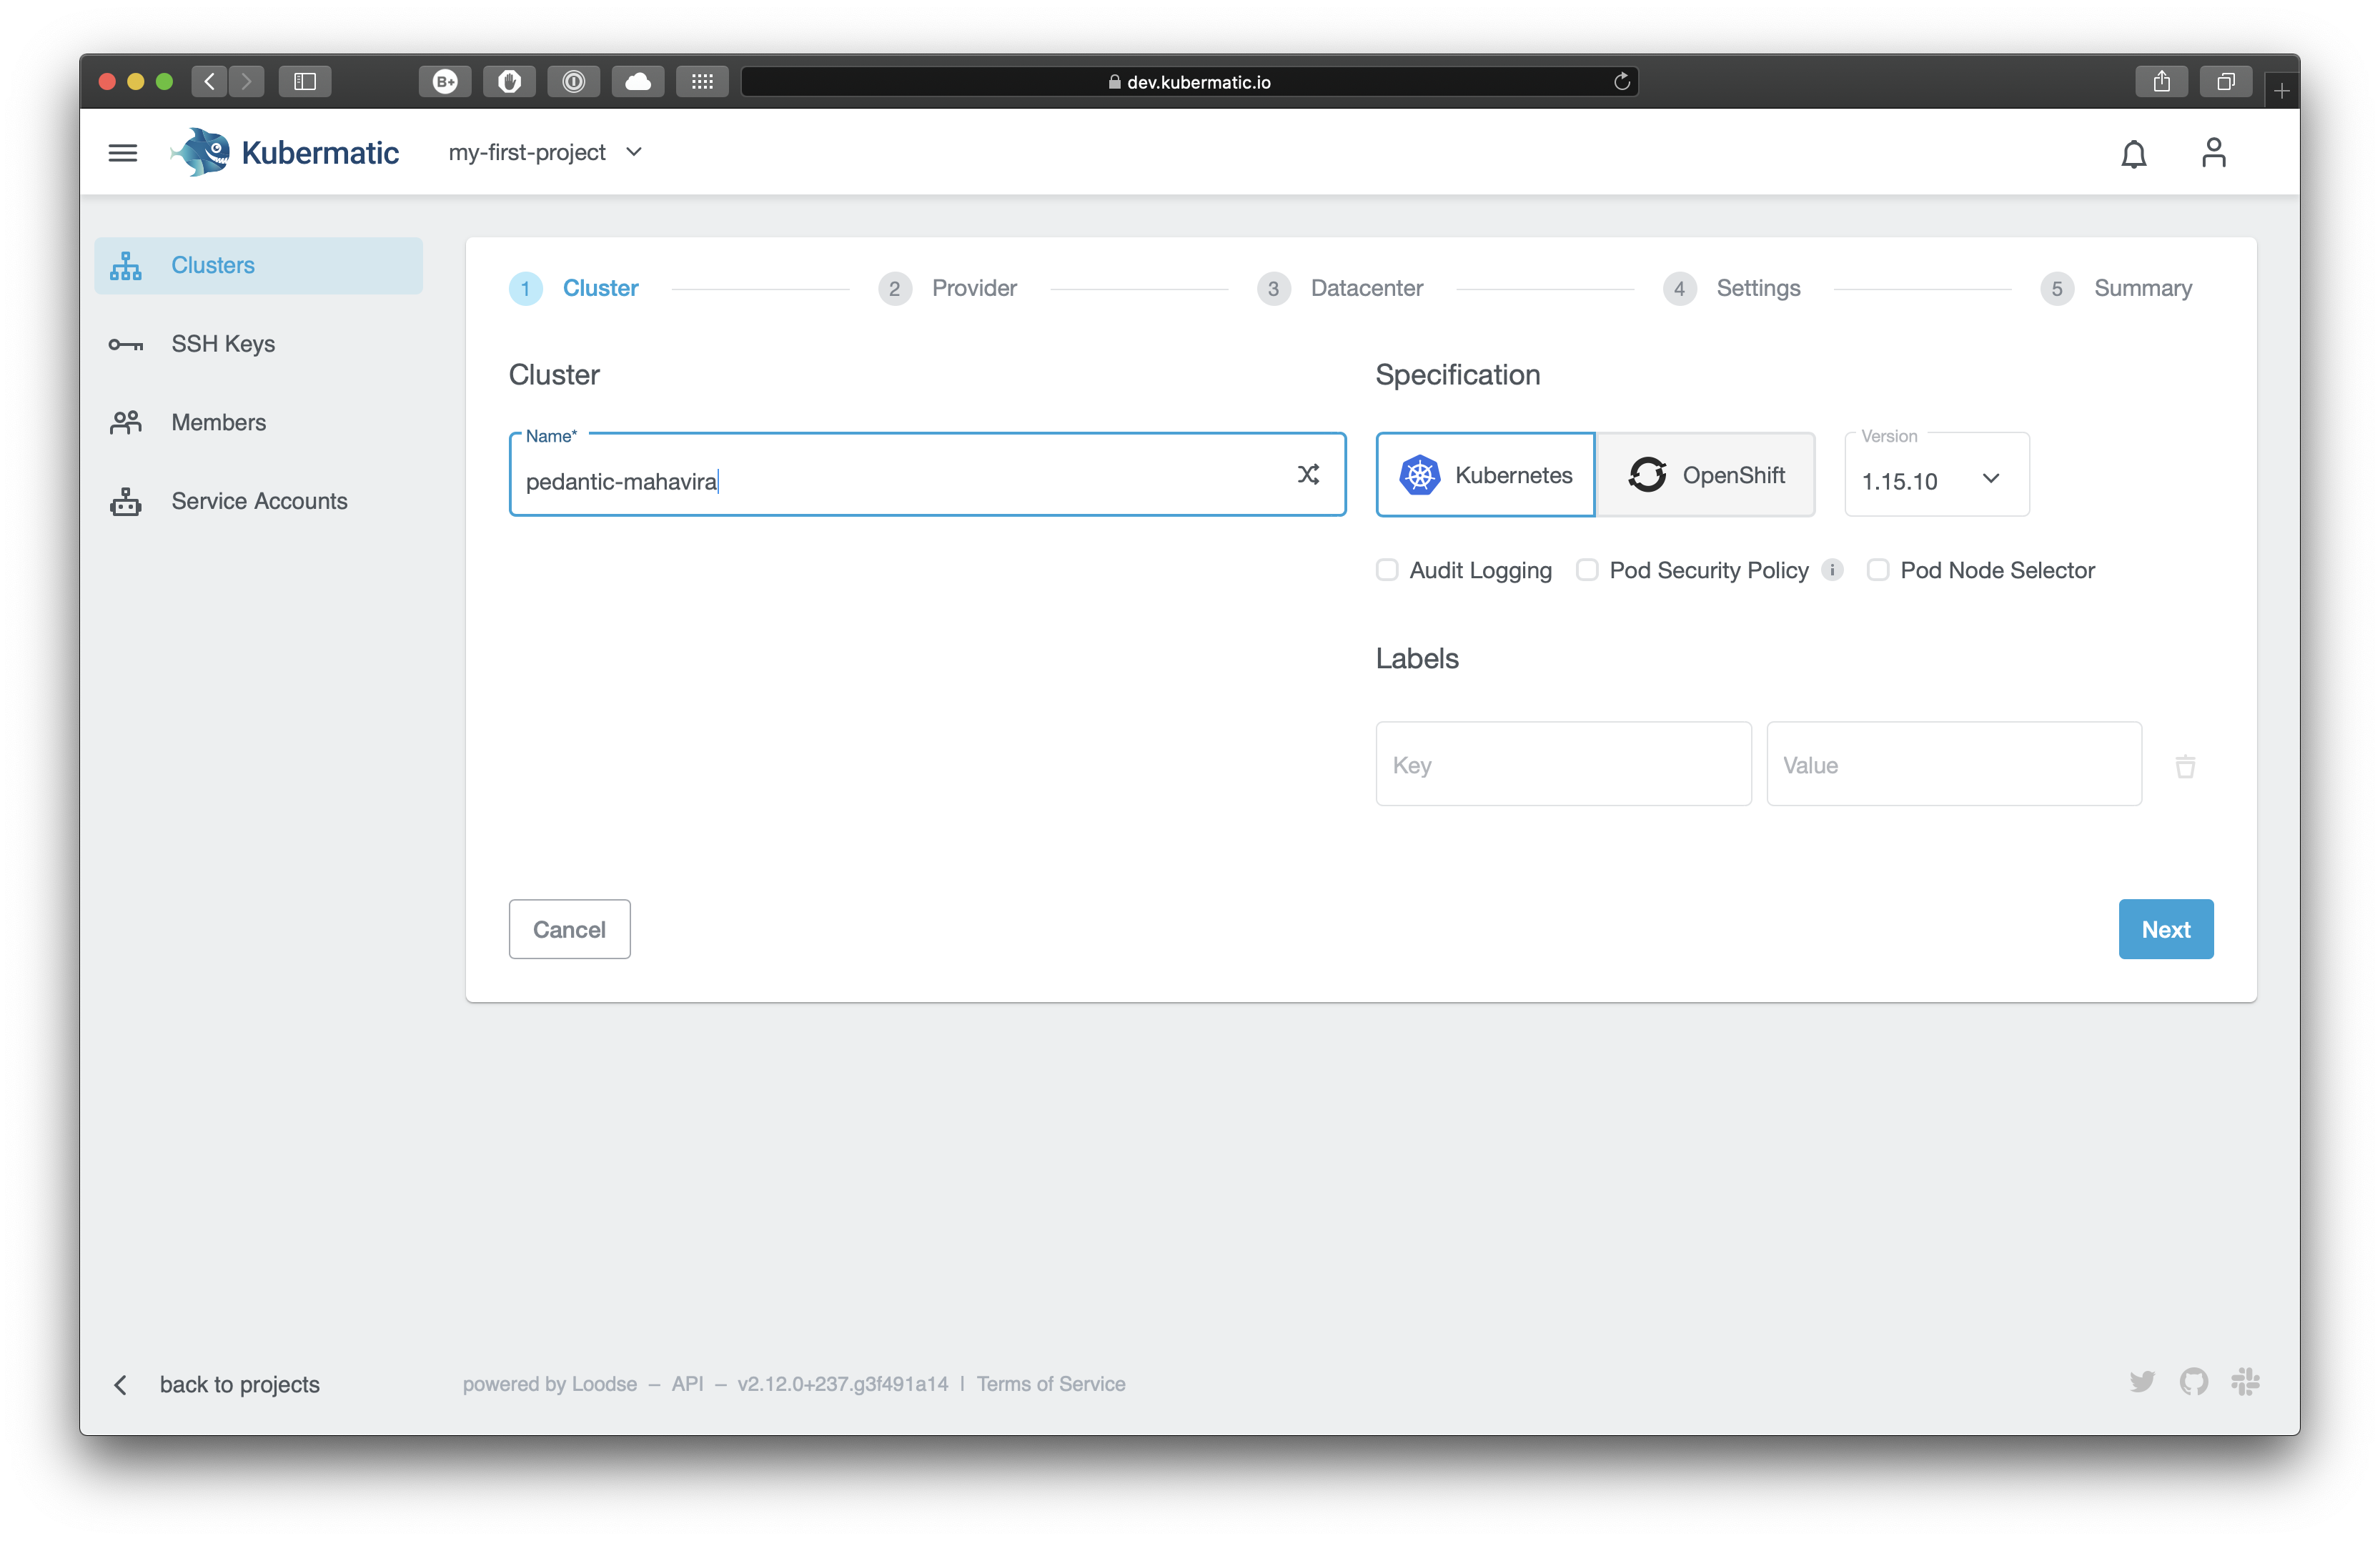 B+
dev.kubermatic.io
Kubermatic my-first-project
Clusters
SSH Keys
Members
Service Accounts
1 Cluster 2 Provider 3 Datacenter 4 Settings 5 Summary
Cluster
Name*
pedantic-mahavira
Specification
Kubernetes OpenShift
Version
1.15.10
Audit Logging Pod Security Policy i Pod Node Selector
Labels
Key Value
Cancel Next
back to projects
powered by Loodse – API – v2.12.0+237.g3f491a14 | Terms of Service